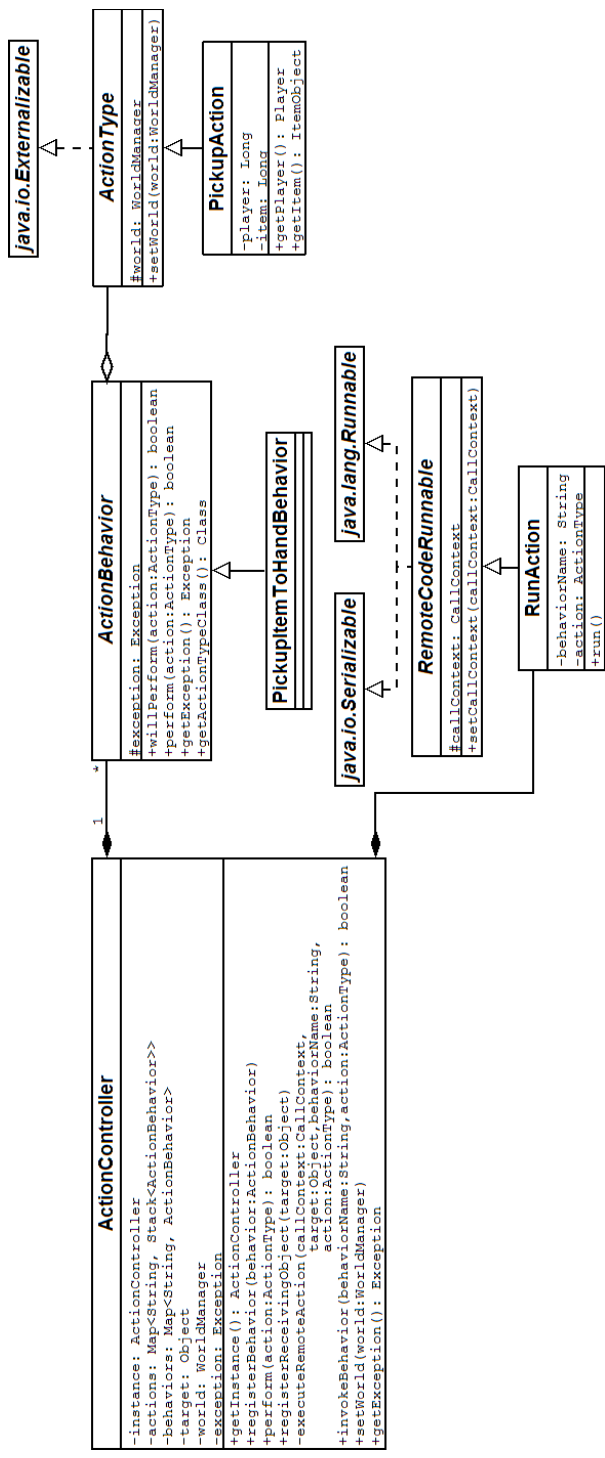 ActionController
-instance: ActionController
-actions: Map<String, Stack<ActionBehavior>>
-behaviors: Map<String, ActionBehavior>
-target: Object
-world: WorldManager
-exception: Exception
+getInstance(): ActionController
+registerBehavior(behavior:ActionBehavior)
+perform(action:ActionType): boolean
+registerReceivingObject(target:Object)
-executeRemoteAction(callContext:CallContext,
target:Object,behaviorName:String,
action:ActionType): boolean
+invokeBehavior(behaviorName:String,action:ActionType): boolean
+setWorld(world:WorldManager)
+getException(): Exception
1
*
ActionBehavior
#exception: Exception
+willPerform(action:ActionType): boolean
+perform(action:ActionType): boolean
+getException(): Exception
+getActionTypeClass(): Class
PickupItemToHandBehavior
java.io.Serializable
java.lang.Runnable
RemoteCodeRunnable
#callContext: CallContext
+setCallContext(callContext:CallContext)
RunAction
-behaviorName: String
-action: ActionType
+run()
java.io.Externalizable
ActionType
#world: WorldManager
+setWorld(world:WorldManager)
PickupAction
-player: Long
-item: Long
+getPlayer(): Player
+getItem(): ItemObject